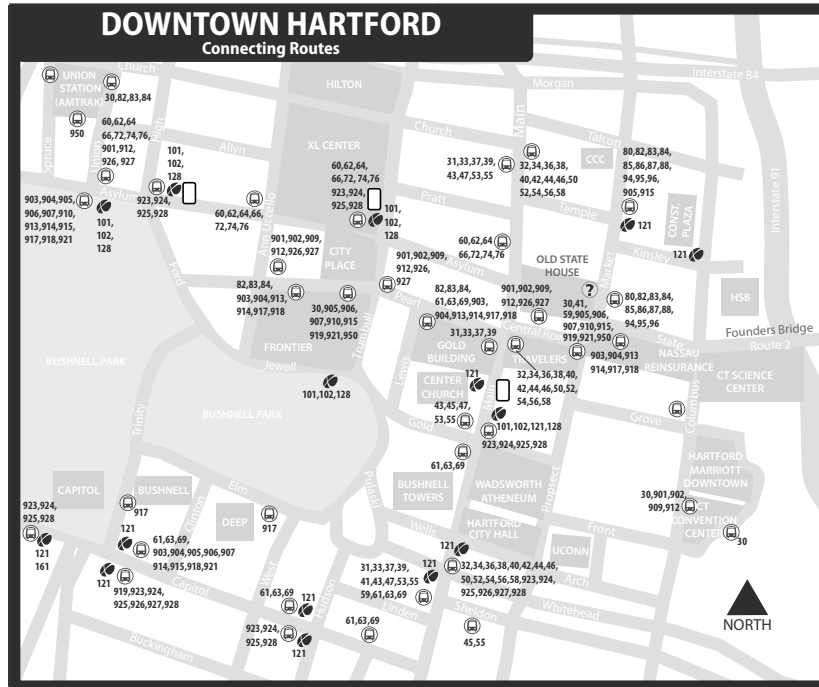 DOWNTOWN HARTFORD
Connecting Routes
UNION
STATION
(AMTRAK)
Church
30,82,83,84
HILTON
Morgan
Interstate 84
950
60,62,64
66,72,74,76,
901,912,
926,927
Spruce
Union
High
Allyn
101,
102,
128
XL CENTER
60,62,64,
66,72,74,76
923,924,
925,928
Church
31,33,37,39,
43,47,53,55
Main
32,34,36,38,
40,42,44,46,50
52,54,56,58
Talcott
CCC
80,82,83,84,
85,86,87,88,
94,95,96,
905,915
Interstate 91
903,904,905,
906,907,910,
913,914,915,
917,918,921
Asylum
101,
102,
128
923,924,
925,928
60,62,64,66,
72,74,76
Ann Uccello
101,
102,
128
Pratt
Temple
121
CONST.
PLAZA
901,902,909,
912,926,927
CITY
PLACE
901,902,909,
912,926,
927
Asylum
60,62,64
66,72,74,76
Kinsley
121
Ford
OLD STATE
HOUSE
Market
82,83,84,
903,904,913,
914,917,918
30,905,906,
907,910,915
919,921,950
Trumbull
Pearl
82,83,84,
61,63,69,903,
904,913,914,917,918
901,902,909,
912,926,927
?
30,41,
59,905,906,
907,910,915,
919,921,950
80,82,83,84,
85,86,87,88,
94,95,96
HSB
Founders Bridge
Route 2
Central Row
State
FRONTIER
31,33,37,39
GOLD
BUILDING
TRAVELERS
903,904,913
914,917,918
NASSAU
REINSURANCE
CT SCIENCE
CENTER
BUSHNELL PARK
Jewell
Lewis
121
CENTER
CHURCH
32,34,36,38,40,
42,44,46,50,52,
54,56,58
101,102,128
Main
Trinity
BUSHNELL PARK
43,45,47,
53,55
101,102,121,128
Gold
923,924,925,928
Grove
Columbus
61,63,69
HARTFORD
MARRIOTT
DOWNTOWN
CAPITOL
BUSHNELL
Elm
Clinton
Pulaski
BUSHNELL
TOWERS
WADSWORTH
ATHENEUM
Prospect
30,901,902,
909,912
923,924,
925,928
917
DEEP
917
CT
CONVENTION
CENTER
Wells
HARTFORD
CITY HALL
Front
30
121
161
121
61,63,69,
903,904,905,906,907
914,915,918,921
121
UCONN
121
919,923,924,
925,926,927,928
Capitol
West
Hudson
31,33,37,39,
41,43,47,53,55
59,61,63,69
121
32,34,36,38,40,42,44,46,
50,52,54,56,58,923,924,
925,926,927,928
Arch
61,63,69
121
Linden
Sheldon
Whitehead
923,924,
925,928
121
61,63,69
45,55
Buckingham
NORTH